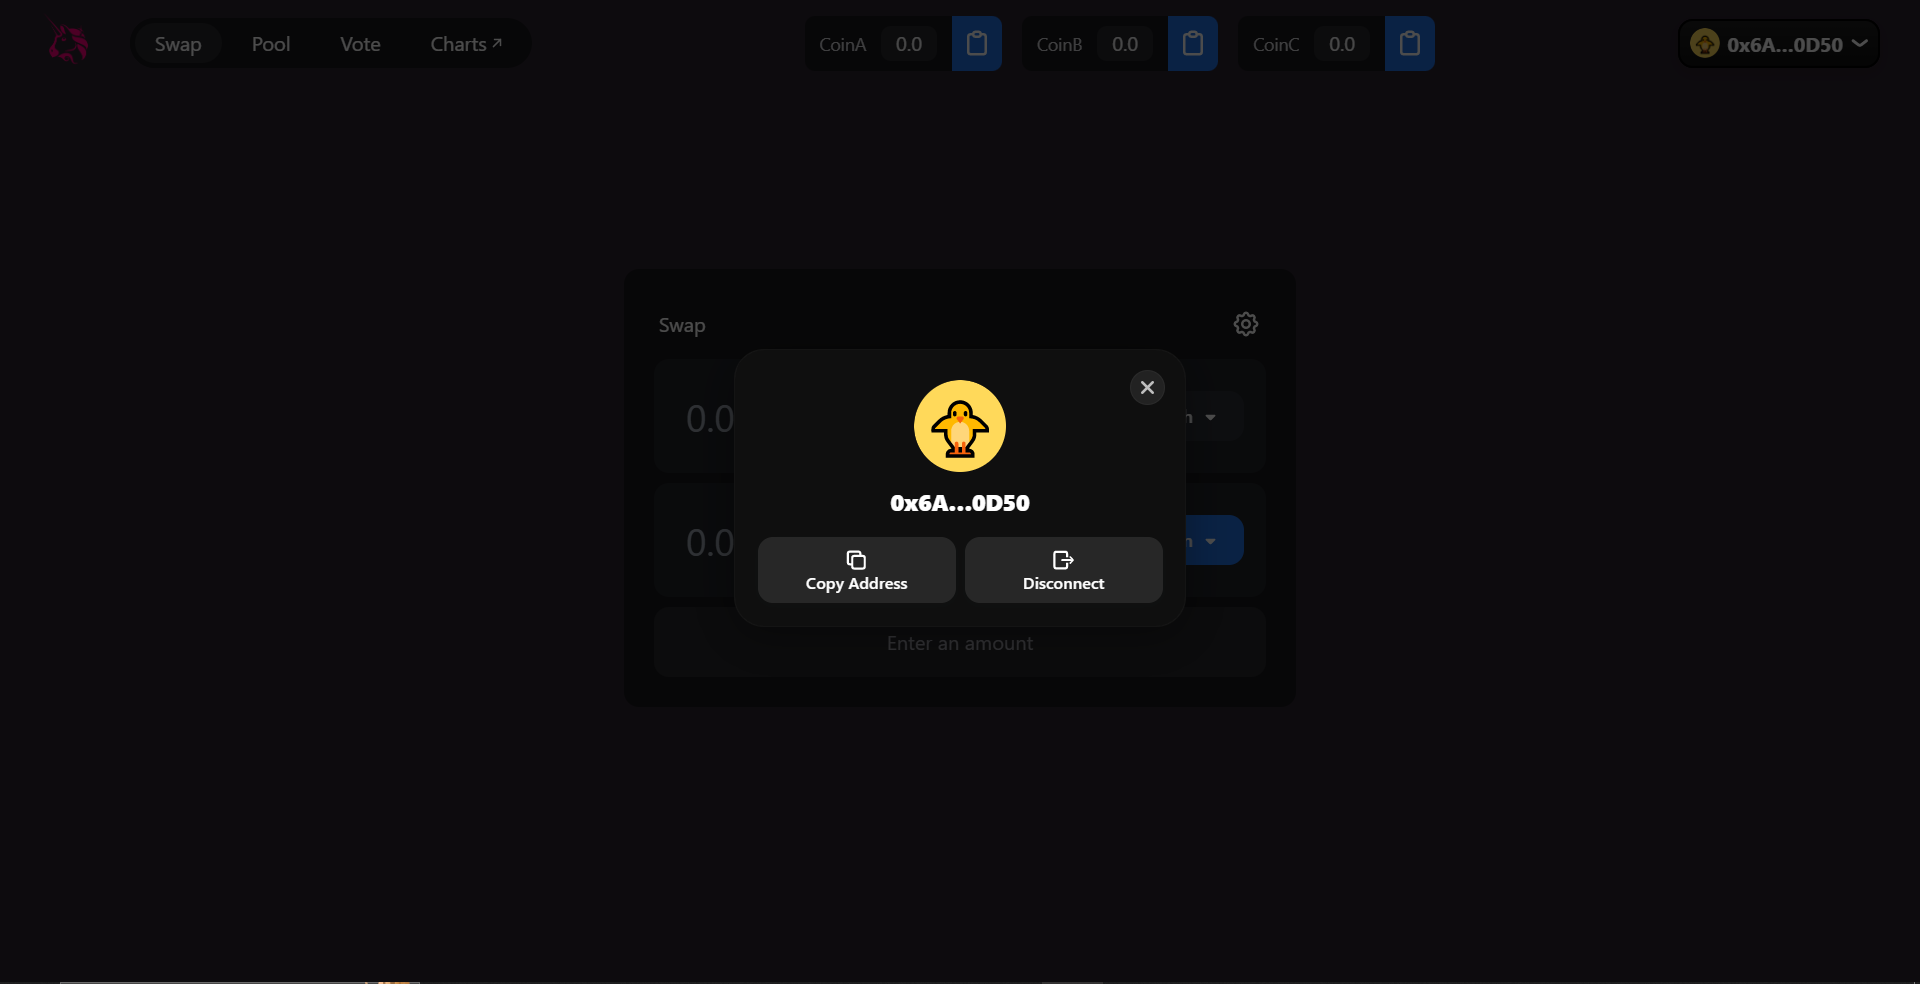 Swap
Pool
Vote
Charts
CoinA 0.0
CoinB 0.0
CoinC 0.0
0x6A...0D50
Swap
0.0
0.0
0x6A...0D50
Copy Address
Disconnect
Enter an amount